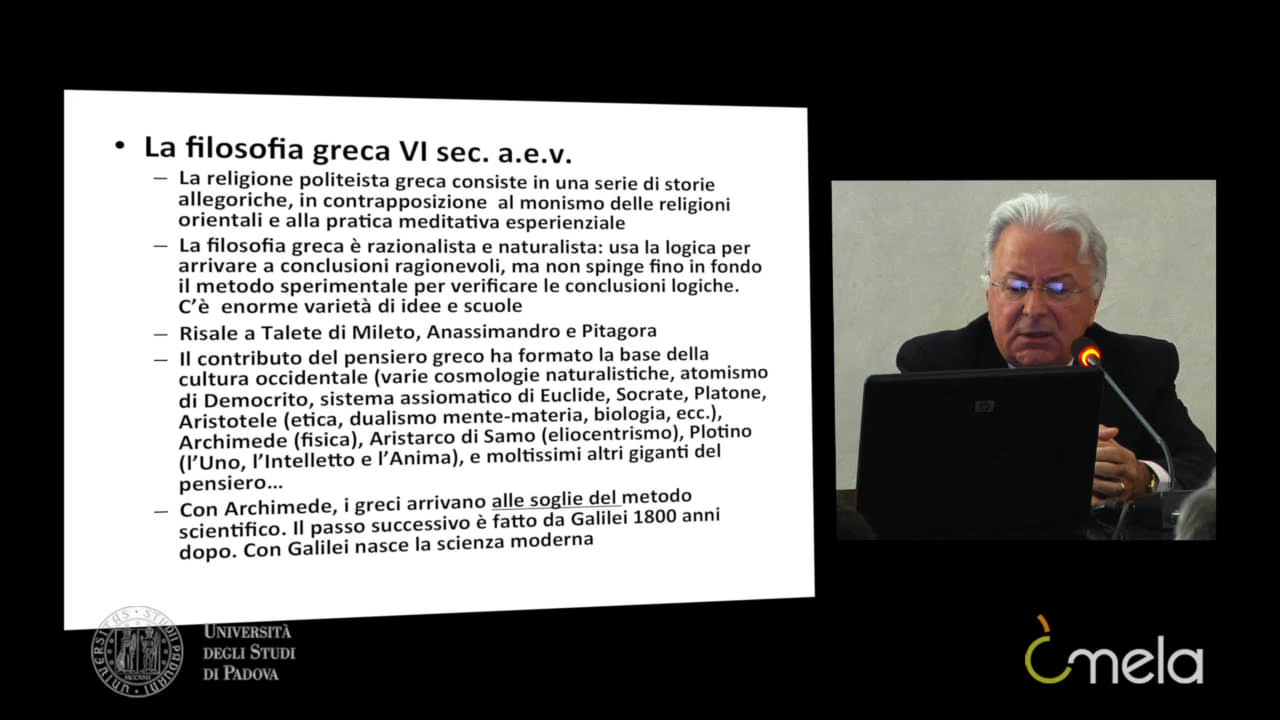 • La filosofia greca VI sec. a.e.v.
— La religione politeista greca consiste in una serie di storie
allegoriche, in contrapposizione al monismo delle religioni
orientali e alla pratica meditativa esperienziale
— La filosofia greca è razionalista e naturalista: usa la logica per
arrivare a conclusioni ragionevoli, ma non spinge fino in fondo
il metodo sperimentale per verificare le conclusioni logiche.
C'è enorme varietà di idee e scuole
— Risale a Talete di Mileto, Anassimandro e Pitagora
— Il contributo del pensiero greco ha formato la base della
cultura occidentale (varie cosmologie naturalistiche, atomismo
di Democrito, sistema assiomatico di Euclide, Socrate, Platone,
Aristotele (etica, dualismo mente-materia, biologia, ecc.),
Archimede (fisica), Aristarco di Samo (eliocentrismo), Plotino
(l'Uno, l'Intelletto e l'Anima), e moltissimi altri giganti del
pensiero...
— Con Archimede, i greci arrivano alle soglie del metodo
scientifico. Il passo successivo è fatto da Galilei 1800 anni
dopo. Con Galilei nasce la scienza moderna
hp
UNIVERSITÀ
DEGLI STUDI
DI PADOVA
mela